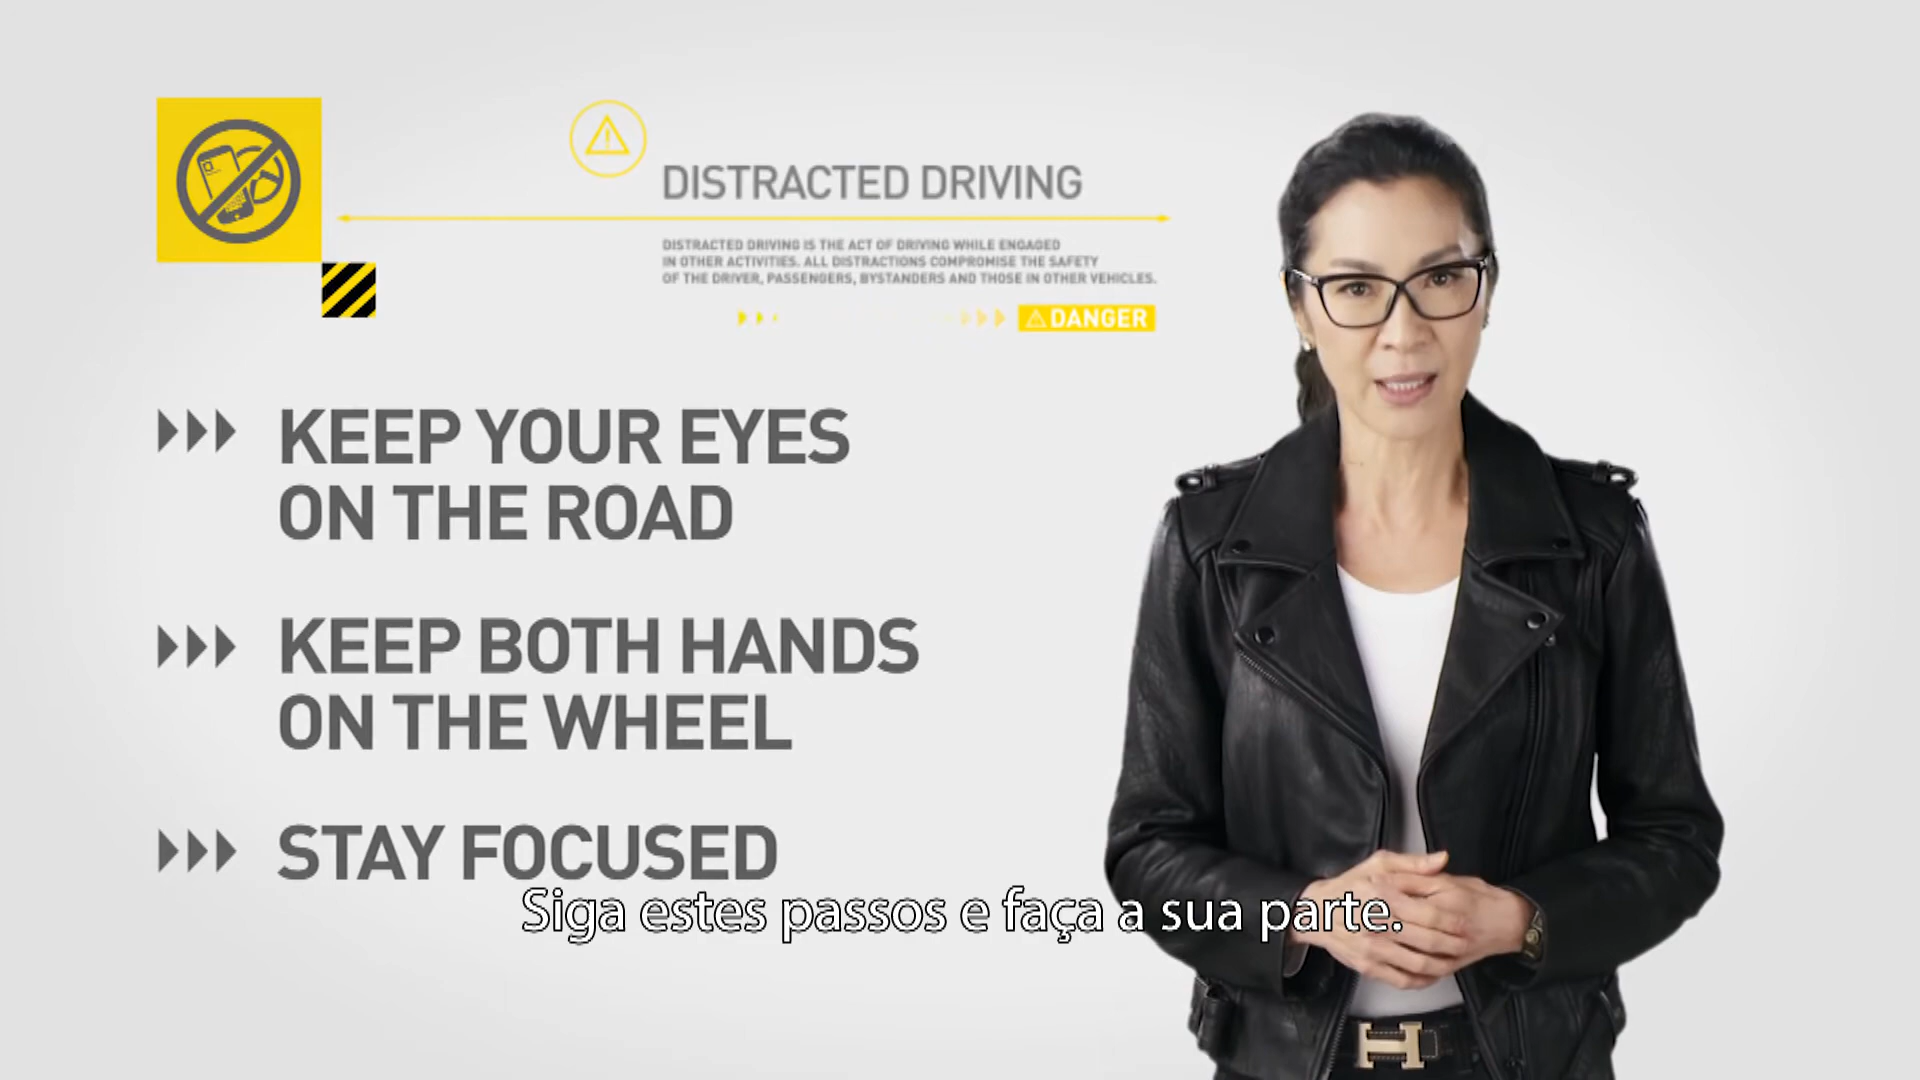 DISTRACTED DRIVING
DISTRACTED DRIVING IS THE ACT OF DRIVING WHILE ENGAGED
IN OTHER ACTIVITIES. ALL DISTRACTIONS COMPROMISE THE SAFETY
OF THE DRIVER, PASSENGERS, BYSTANDERS AND THOSE IN OTHER VEHICLES.
DANGER
KEEP YOUR EYES
ON THE ROAD
KEEP BOTH HANDS
ON THE WHEEL
STAY FOCUSED
Siga estes passos e faça a sua parte.